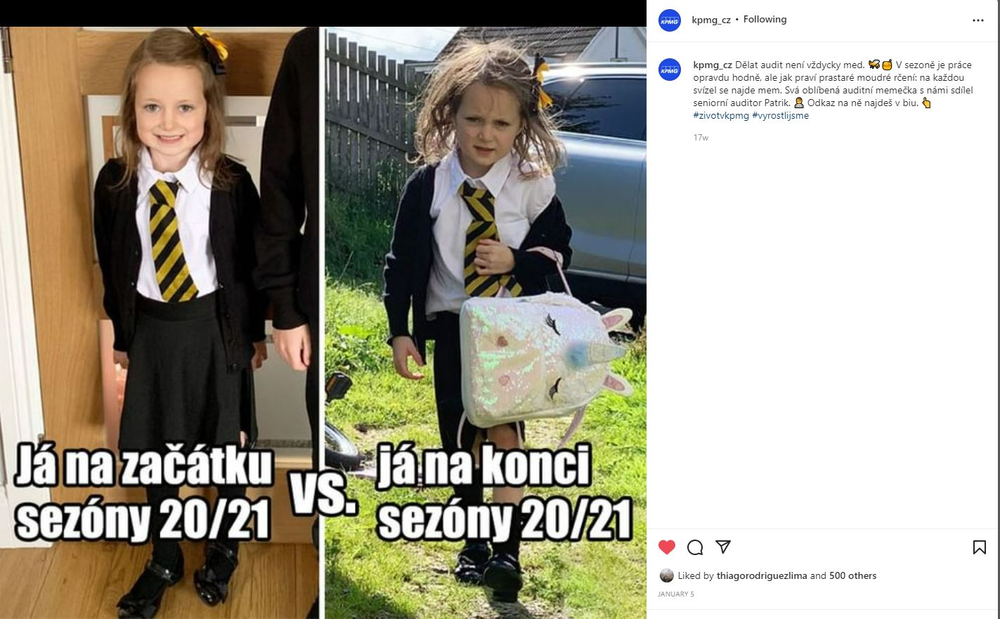 Já na začátku
sezóny 20/21
vs.
já na konci
sezóny 20/21
KPMG
kpmg_cz • Following
KPMG
kpmg_cz Dělat audit není vždycky med. 🐝🍯 V sezoně je práce
opravdu hodně, ale jak praví prastaré moudré rčení: na každou
svízel se najde mem. Svá oblíbená auditní memečka s námi sdílel
seniorní auditor Patrik. 👨‍💼 Odkaz na ně najdeš v biu. 👆
#zivotvkpmg #vyrostlijsme
17w
Liked by thiagorodriguezlima and 500 others
JANUARY 5